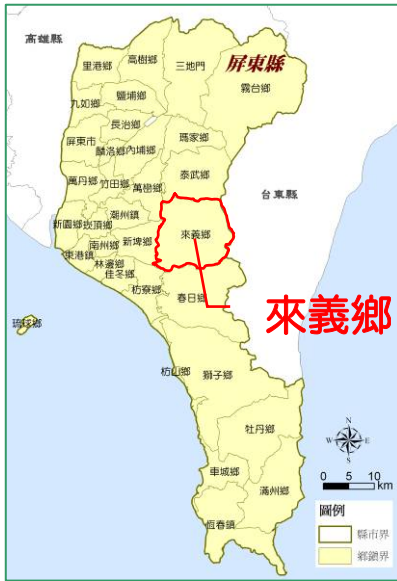 高雄縣
屏東縣
里港鄉
高樹鄉
三地門
霧台鄉
九如鄉
鹽埔鄉
長治鄉
屏東市
麟洛鄉
內埔鄉
瑪家鄉
泰武鄉
萬丹鄉
竹田鄉
萬巒鄉
台東縣
潮州鎮
新園鄉
崁頂鄉
來義鄉
南州鄉
新埤鄉
東港鎮
林邊鄉
佳冬鄉
枋寮鄉
春日鄉
來義鄉
琉球鄉
枋山鄉
獅子鄉
牡丹鄉
N
W
E
S
車城鄉
滿州鄉
0 5 10
km
恆春鎮
圖例
縣市界
鄉鎮界